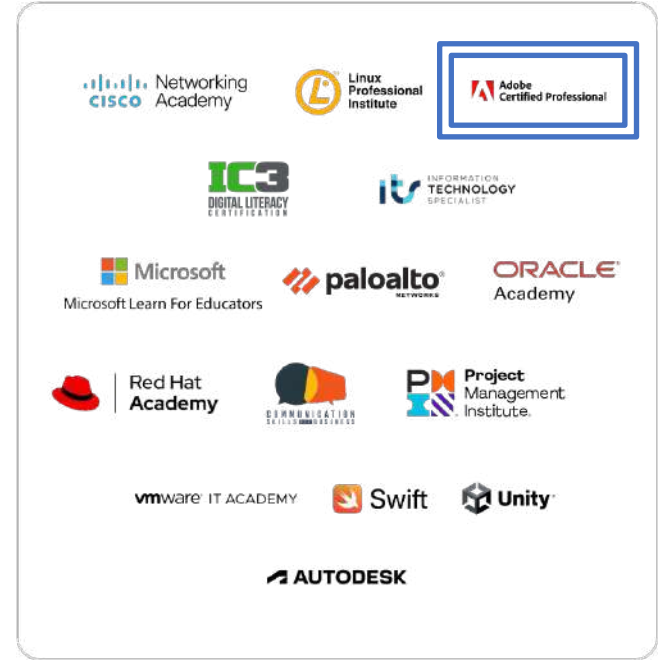 CISCO Networking Academy
Linux Professional Institute
Adobe Certified Professional
IC3
DIGITAL LITERACY
CERTIFICATION
its INFORMATION TECHNOLOGY SPECIALIST
Microsoft
Microsoft Learn For Educators
paloalto
NETWORKS
ORACLE
Academy
Red Hat
Academy
COMMUNICATION
SKILLS FOR BUSINESS
PM
Project
Management
Institute.
vmware IT ACADEMY
Swift
Unity
AUTODESK